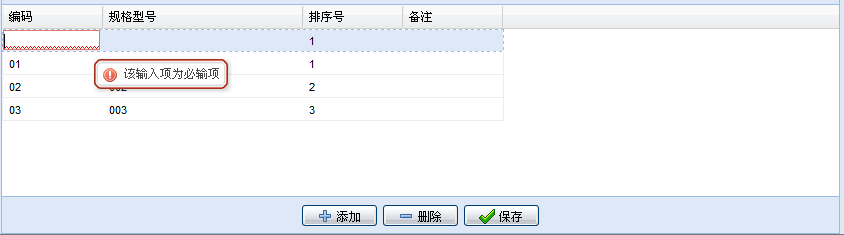 编码 规格型号 排序号 备注
1
01 1
该输入项为必输项
02 2
03 003 3
添加 删除 保存